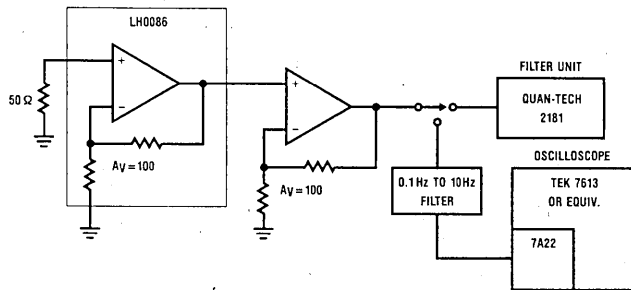 LH0086
50Ω
+
−
Av = 100
+
−
Av = 100
FILTER UNIT
QUAN-TECH
2181
0.1Hz TO 10Hz
FILTER
OSCILLOSCOPE
TEK 7613
OR EQUIV.
7A22